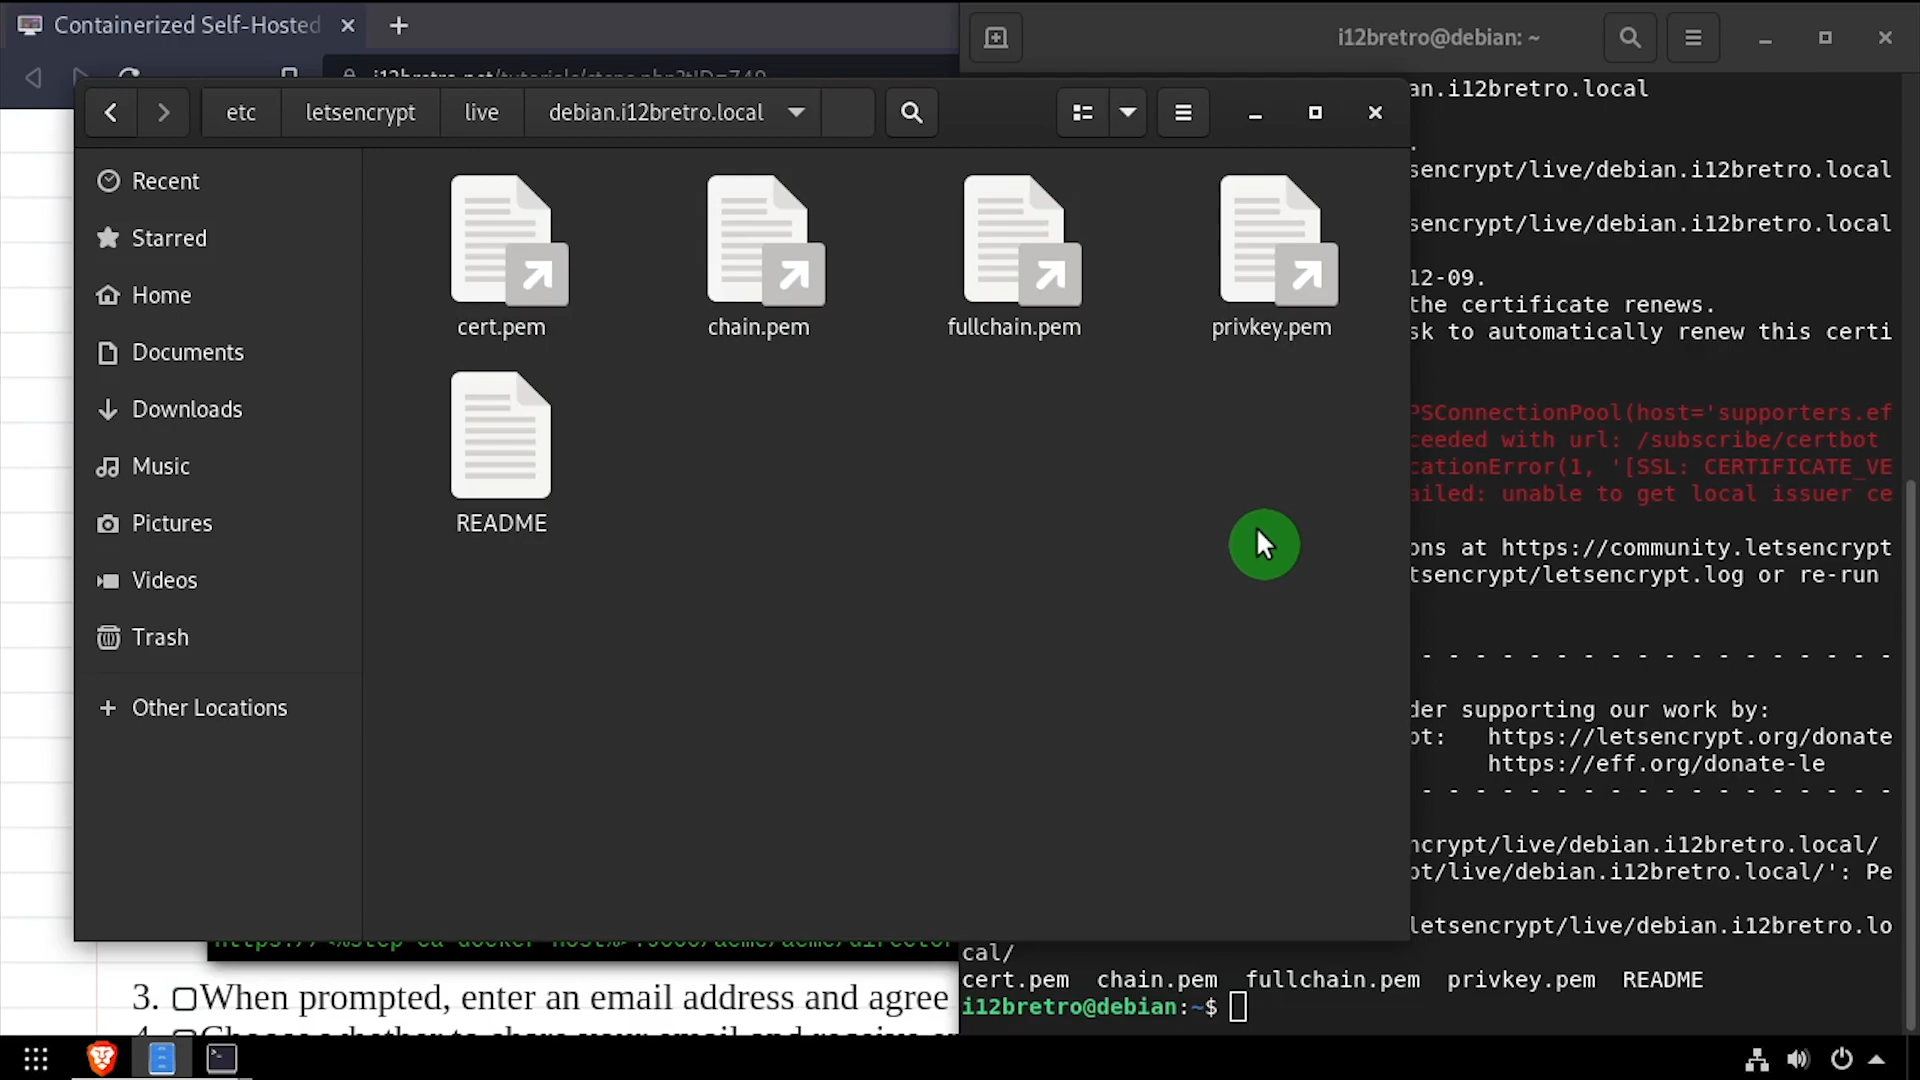 Containerized Self-Hosted
i12bretro@debian: ~
etc
letsencrypt
live
debian.i12bretro.local
Recent
Starred
Home
Documents
Downloads
Music
Pictures
Videos
Trash
Other Locations
cert.pem
chain.pem
fullchain.pem
privkey.pem
README
an.i12bretro.local
.
sencrypt/live/debian.i12bretro.local
sencrypt/live/debian.i12bretro.local
12-09.
the certificate renews.
sk to automatically renew this certi
PSConnectionPool(host='supporters.ef
ceeded with url: /subscribe/certbot
cationError(1, '[SSL: CERTIFICATE_VE
ailed: unable to get local issuer ce
ons at https://community.letsencrypt
tsencrypt/letsencrypt.log or re-run
- - - - - - - - - - - - - - - - - -
der supporting our work by:
ot: https://letsencrypt.org/donate
https://eff.org/donate-le
- - - - - - - - - - - - - - - - - -
ncrypt/live/debian.i12bretro.local/
pt/live/debian.i12bretro.local/': Pe
letsencrypt/live/debian.i12bretro.lo
cal/
cert.pem chain.pem fullchain.pem privkey.pem README
i12bretro@debian:~$
3. When prompted, enter an email address and agree